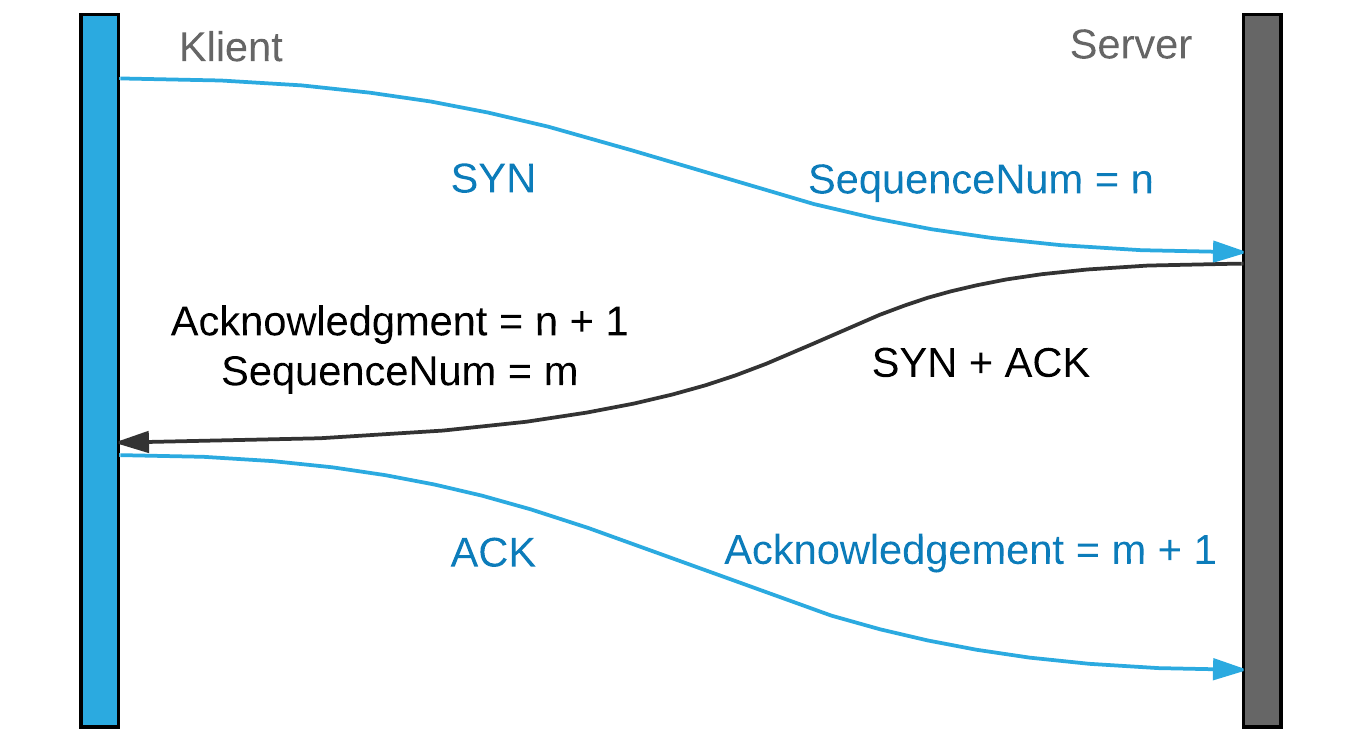 Klient
Server
SYN
SequenceNum = n
Acknowledgment = n + 1
SequenceNum = m
SYN + ACK
ACK
Acknowledgement = m + 1